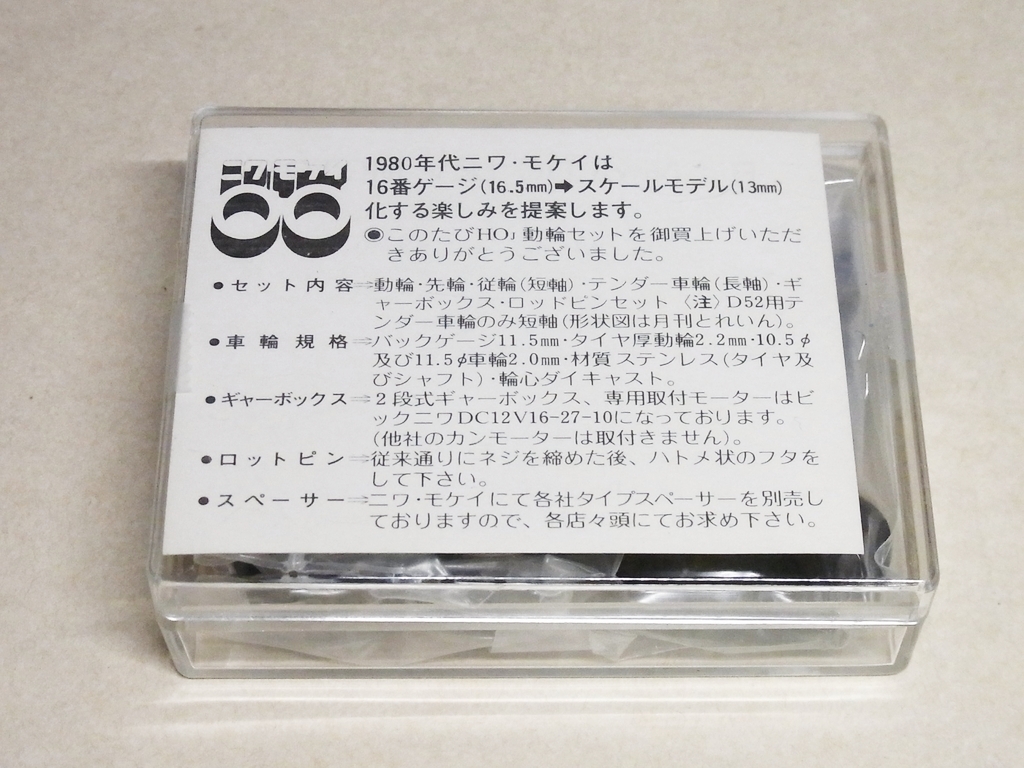 ニワモケイ
1980年代ニワ・モケイは
16番ゲージ(16.5mm)➡スケールモデル(13mm)
化する楽しみを提案します。
◉このたびHOj動輪セットを御買上げいただ
きありがとうございました。
●セット内容⇒動輪・先輪・従輪(短軸)・テンダー車輪(長軸)・ギ
ャーボックス・ロッドピンセット〈注〉D52用テ
ンダー車輪のみ短軸(形状図は月刊とれいん)。
●車輪規格⇒バックゲージ11.5mm・タイヤ厚動輪2.2mm・10.5φ
及び11.5φ車輪2.0mm・材質ステンレス(タイヤ及
びシャフト)・輪心ダイキャスト。
●ギャーボックス⇒2段式ギャーボックス、専用取付モーターはビ
ックニワDC12V16-27-10になっております。
(他社のカンモーターは取付きません)。
●ロットピン⇒従来通りにネジを締めた後、ハトメ状のフタを
して下さい。
●スペーサー⇒ニワ・モケイにて各社タイプスペーサーを別売し
ておりますので、各店々頭にてお求め下さい。